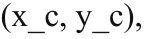 (x_c, y_c),